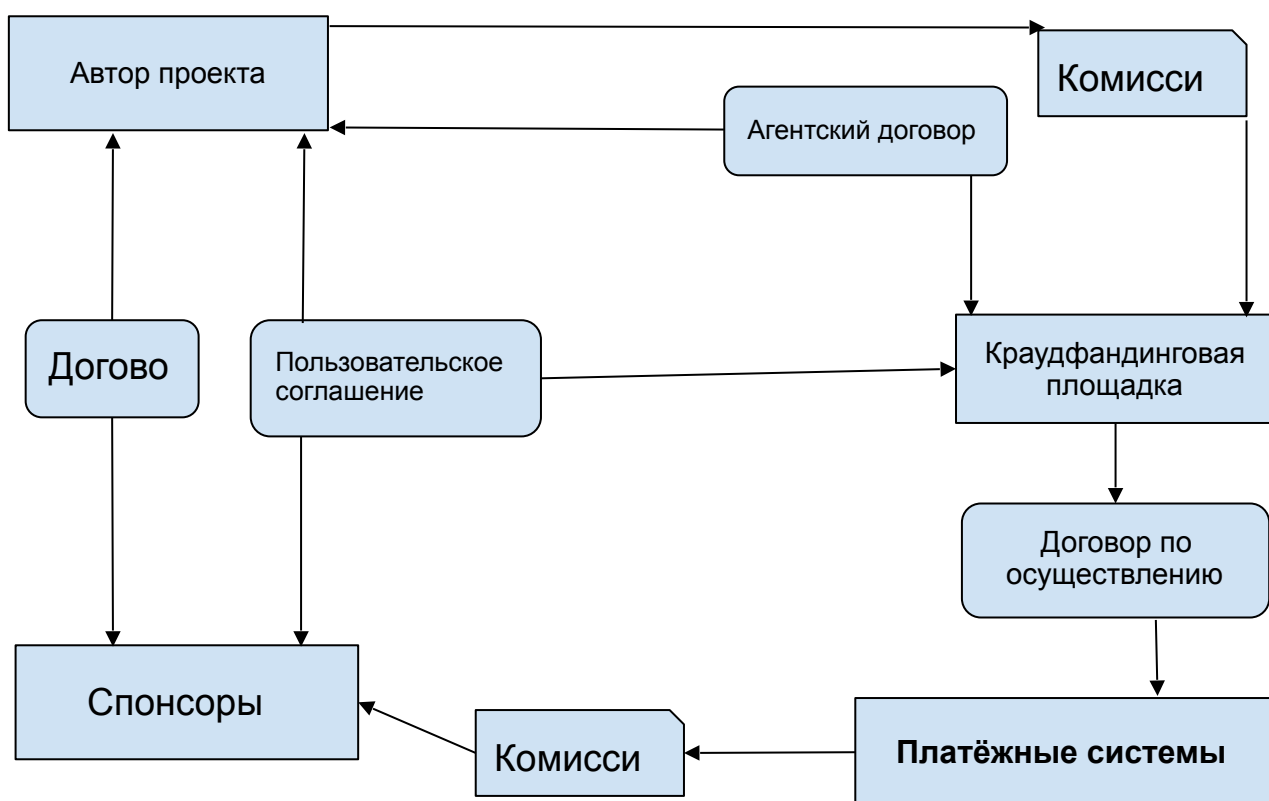 Автор проекта
Комисси
Агентский договор
Догово
Пользовательское
соглашение
Краудфандинговая
площадка
Договор по
осуществлению
Спонсоры
Комисси
Платёжные системы